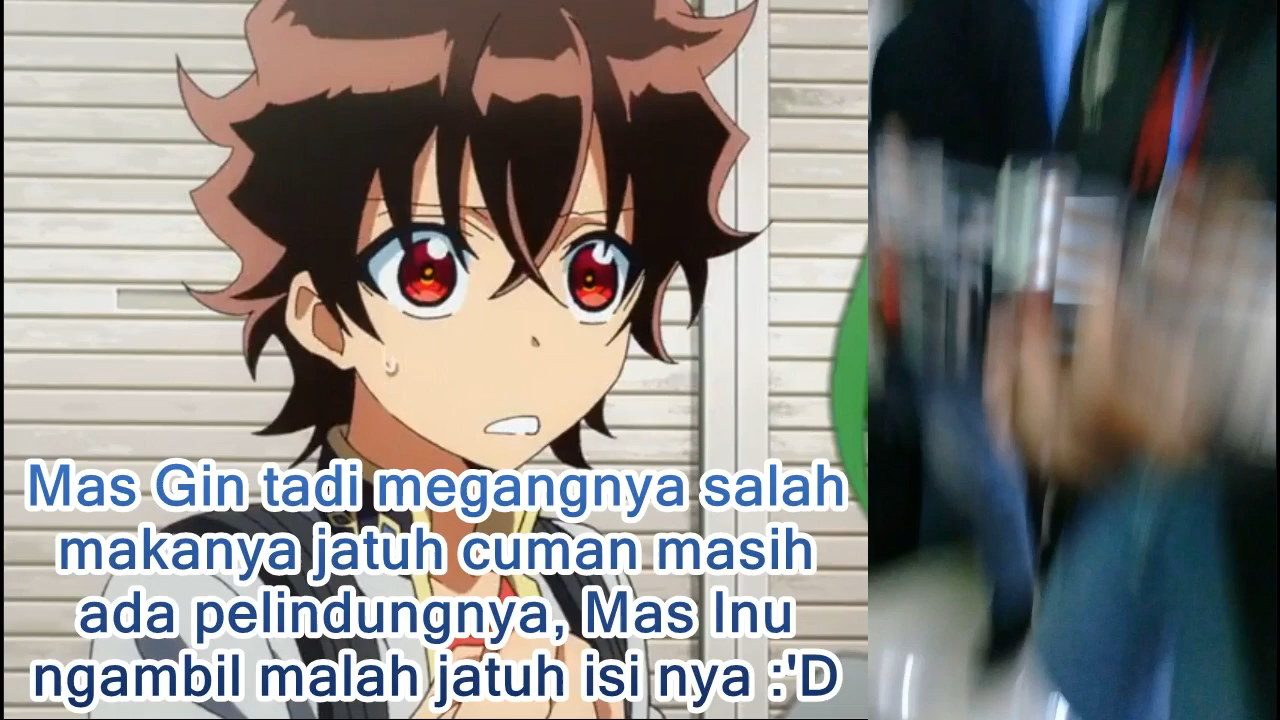 Mas Gin tadi megangnya salah
makanya jatuh cuman masih
ada pelindungnya, Mas Inu
ngambil malah jatuh isi nya :'D